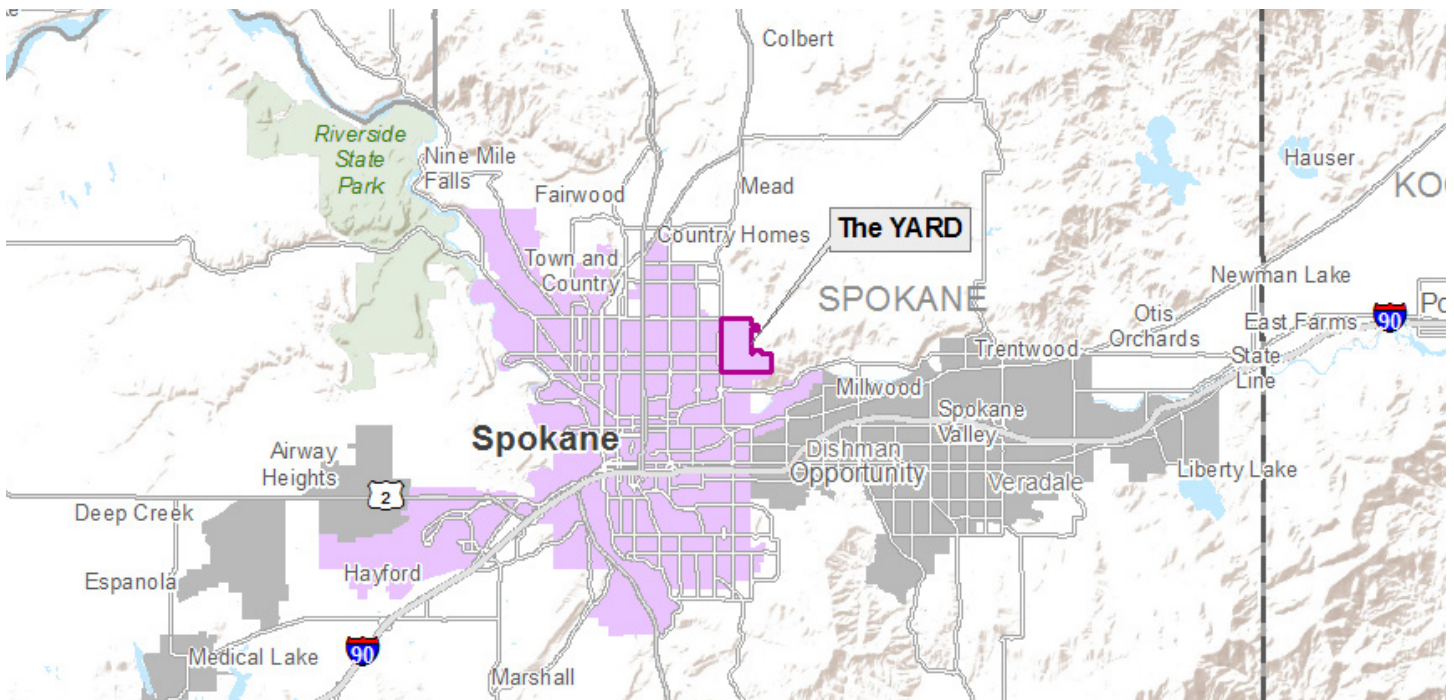 Colbert
Riverside
State
Park
Nine Mile
Falls
Hauser
KO
Fairwood
Mead
The YARD
Country Homes
Town and
Country
SPOKANE
Newman Lake
Otis
Orchards
East Farms
90
Po
Trentwood
State
Line
Millwood
Spokane
Valley
Spokane
Dishman
Opportunity
Airway
Heights
Liberty Lake
Veradale
2
Deep Creek
Espanola
Hayford
90
Medical Lake
Marshall